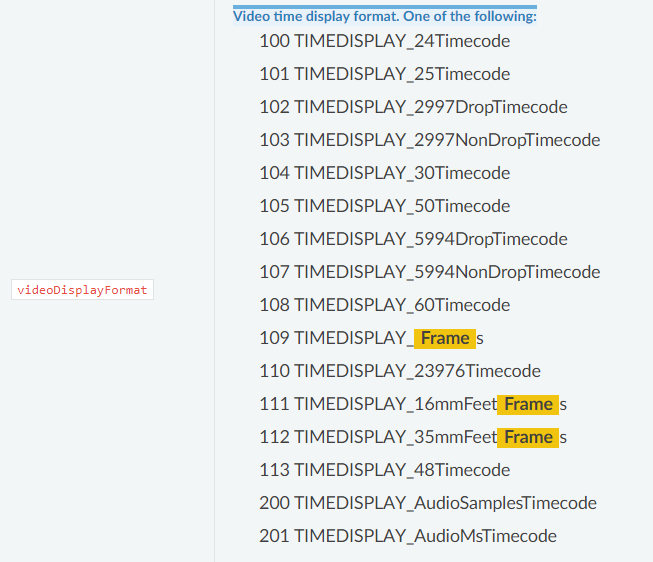 Video time display format. One of the following:
100 TIMEDISPLAY_24Timecode
101 TIMEDISPLAY_25Timecode
102 TIMEDISPLAY_2997DropTimecode
103 TIMEDISPLAY_2997NonDropTimecode
104 TIMEDISPLAY_30Timecode
105 TIMEDISPLAY_50Timecode
106 TIMEDISPLAY_5994DropTimecode
107 TIMEDISPLAY_5994NonDropTimecode
videoDisplayFormat
108 TIMEDISPLAY_60Timecode
109 TIMEDISPLAY_Frames
110 TIMEDISPLAY_23976Timecode
111 TIMEDISPLAY_16mmFeetFrames
112 TIMEDISPLAY_35mmFeetFrames
113 TIMEDISPLAY_48Timecode
200 TIMEDISPLAY_AudioSamplesTimecode
201 TIMEDISPLAY_AudioMsTimecode